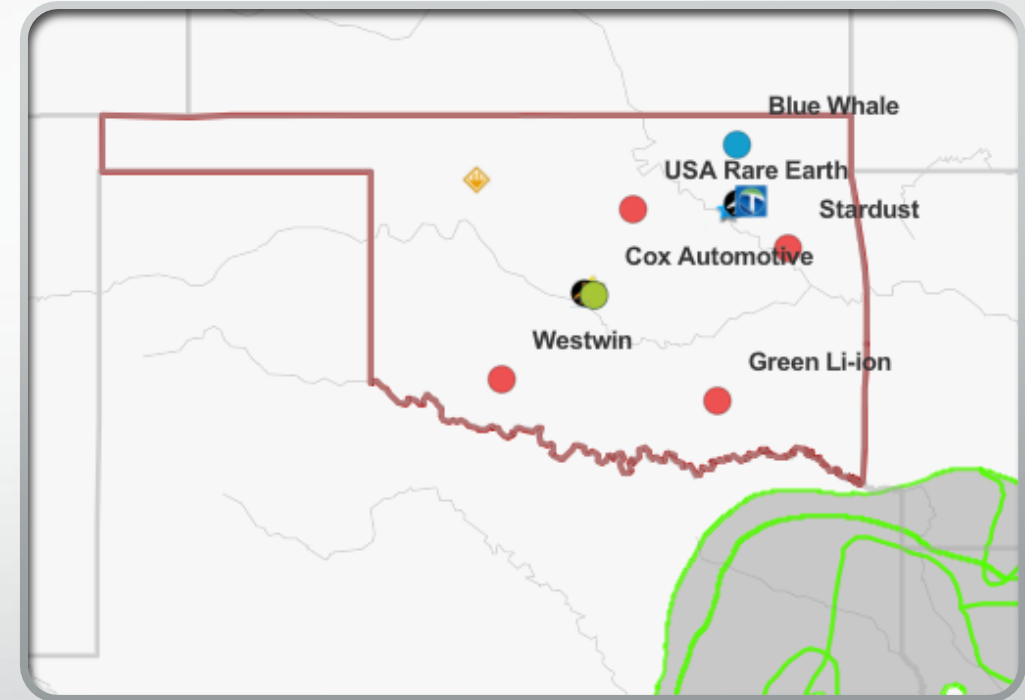 Blue Whale
USA Rare Earth
Stardust
Cox Automotive
Westwin
Green Li-ion